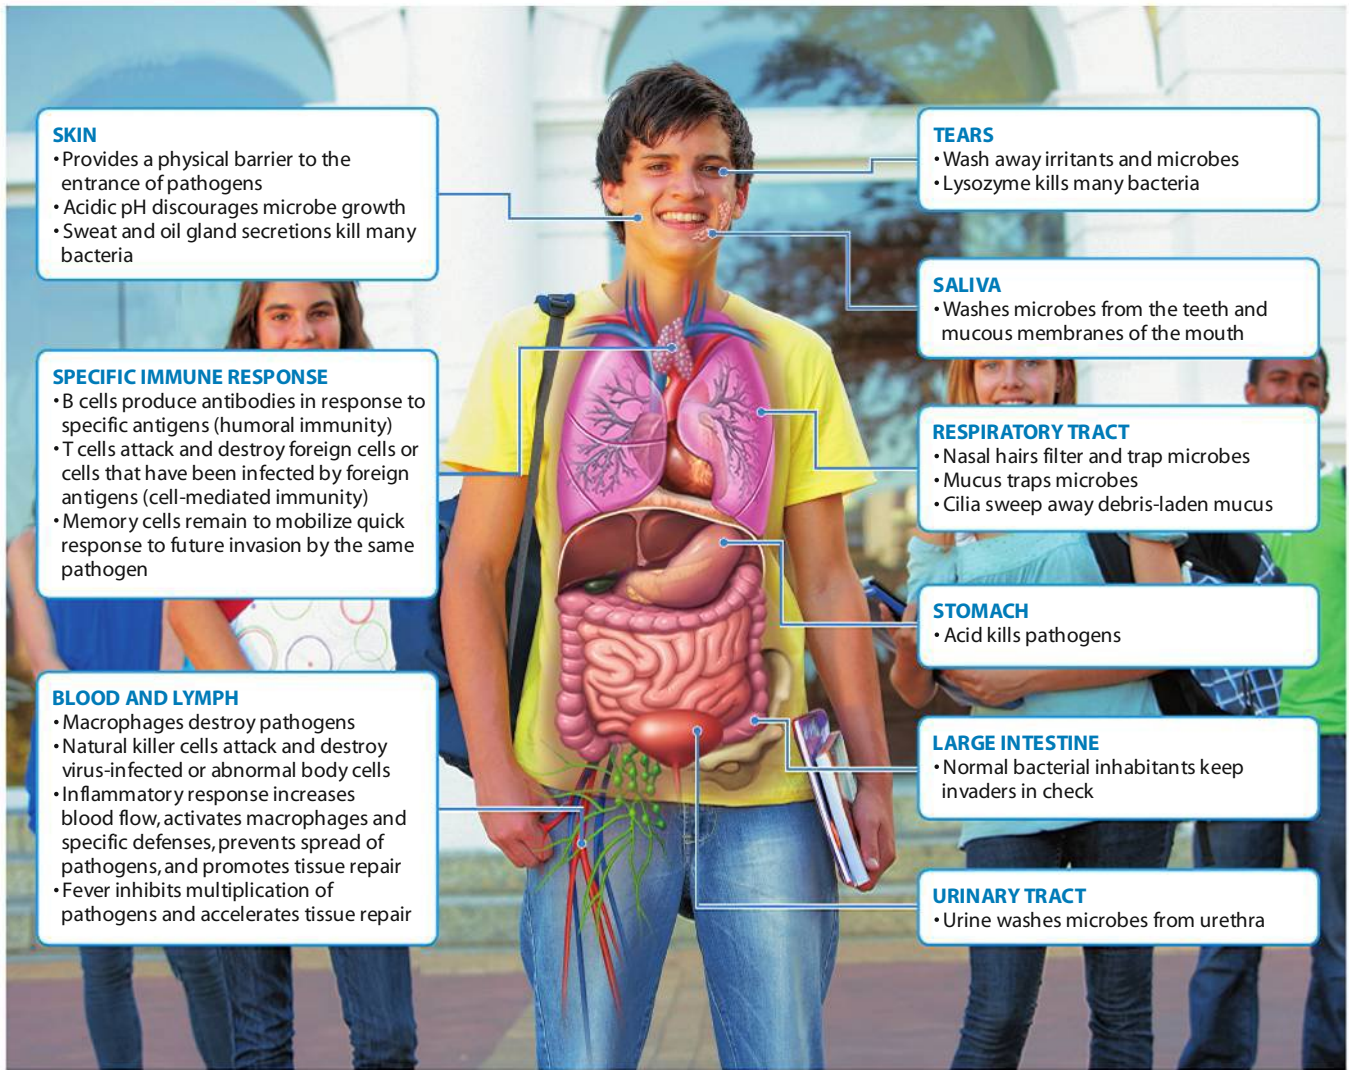 SKIN
• Provides a physical barrier to the
entrance of pathogens
• Acidic pH discourages microbe growth
• Sweat and oil gland secretions kill many
bacteria
SPECIFIC IMMUNE RESPONSE
• B cells produce antibodies in response to
specific antigens (humoral immunity)
• T cells attack and destroy foreign cells or
cells that have been infected by foreign
antigens (cell-mediated immunity)
• Memory cells remain to mobilize quick
response to future invasion by the same
pathogen
BLOOD AND LYMPH
• Macrophages destroy pathogens
• Natural killer cells attack and destroy
virus-infected or abnormal body cells
• Inflammatory response increases
blood flow, activates macrophages and
specific defenses, prevents spread of
pathogens, and promotes tissue repair
• Fever inhibits multiplication of
pathogens and accelerates tissue repair
TEARS
• Wash away irritants and microbes
• Lysozyme kills many bacteria
SALIVA
• Washes microbes from the teeth and
mucous membranes of the mouth
RESPIRATORY TRACT
• Nasal hairs filter and trap microbes
• Mucus traps microbes
• Cilia sweep away debris-laden mucus
STOMACH
• Acid kills pathogens
LARGE INTESTINE
• Normal bacterial inhabitants keep
invaders in check
URINARY TRACT
• Urine washes microbes from urethra